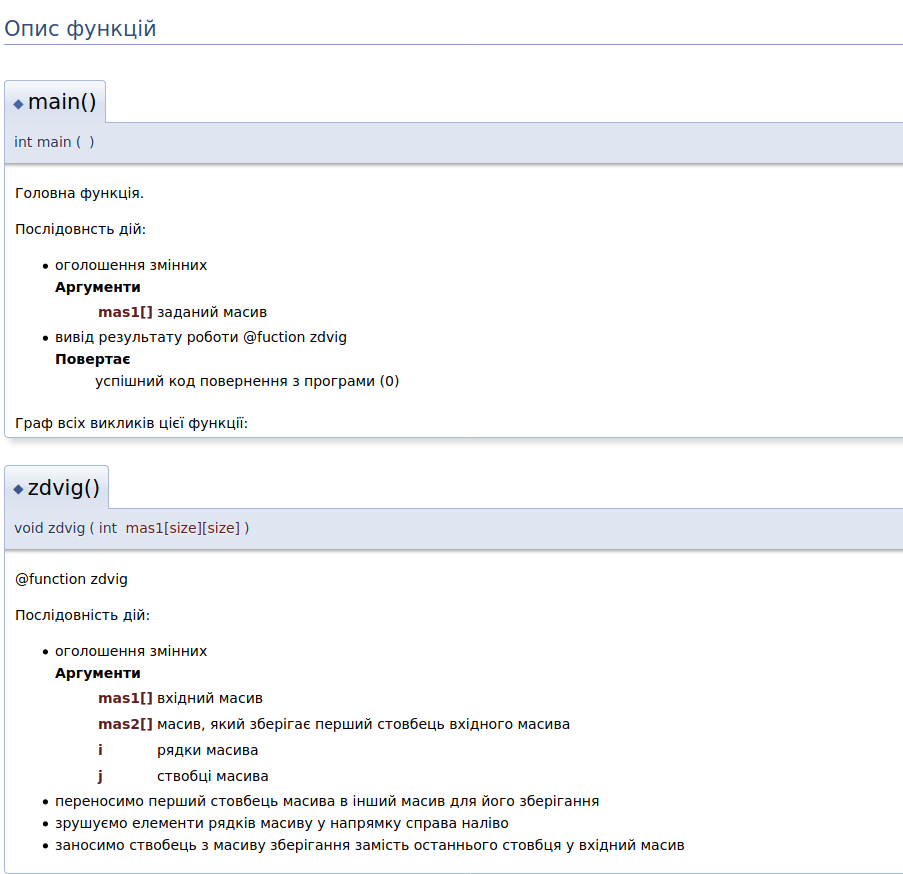 Опис функцій
◆ main()
int main ( )
Головна функція.
Послідовнсть дій:
• оголошення змінних
Аргументи
mas1[] заданий масив
• вивід результату роботи @fuction zdvig
Повертає
успішний код повернення з програми (0)
Граф всіх викликів цієї функції:
◆ zdvig()
void zdvig ( int mas1[size][size] )
@function zdvig
Послідовність дій:
• оголошення змінних
Аргументи
mas1[] вхідний масив
mas2[] масив, який зберігає перший стовбець вхідного масива
i рядки масива
j ствобці масива
• переносимо перший стовбець масива в інший масив для його зберігання
• зрушуємо елементи рядків масиву у напрямку справа наліво
• заносимо ствобець з масиву зберігання замість останнього стовбця у вхідний масив